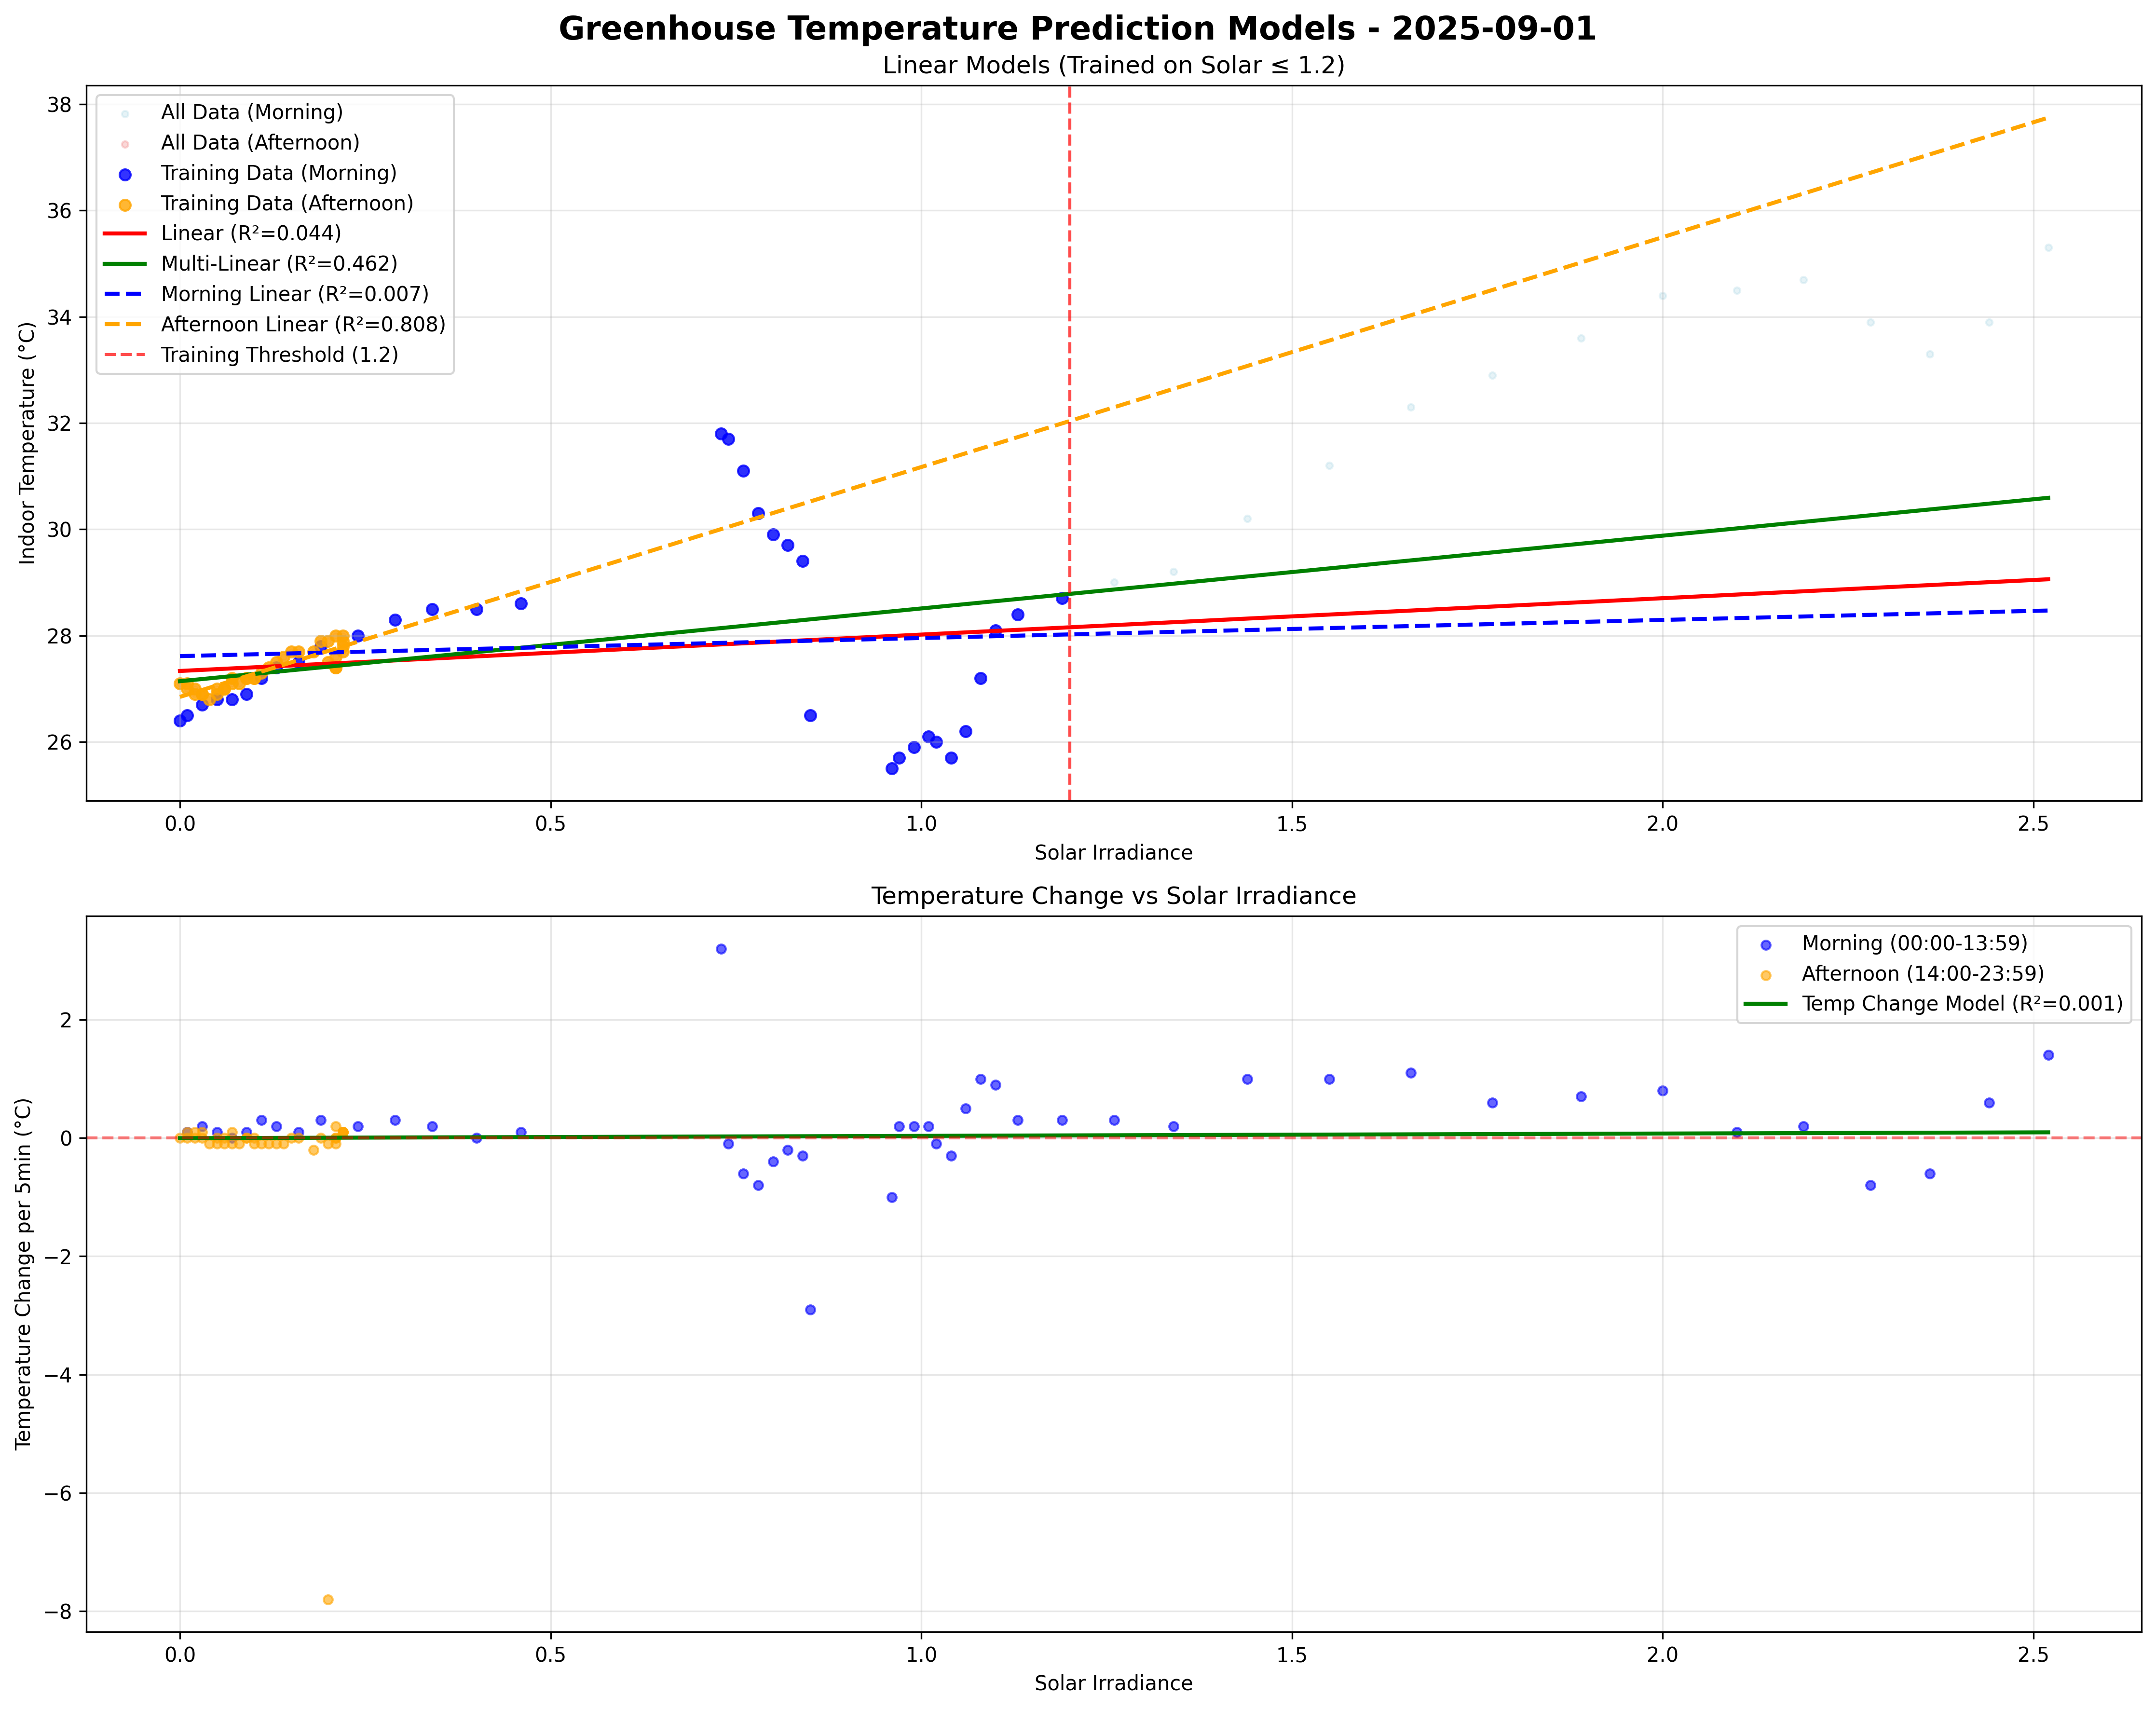 Greenhouse Temperature Prediction Models - 2025-09-01
Linear Models (Trained on Solar ≤ 1.2)
All Data (Morning)
All Data (Afternoon)
Training Data (Morning)
Training Data (Afternoon)
Linear (R²=0.044)
Multi-Linear (R²=0.462)
Morning Linear (R²=0.007)
Afternoon Linear (R²=0.808)
Training Threshold (1.2)
Indoor Temperature (°C)
38
36
34
32
30
28
26
0.0 0.5 1.0 1.5 2.0 2.5
Solar Irradiance
Temperature Change vs Solar Irradiance
Morning (00:00-13:59)
Afternoon (14:00-23:59)
Temp Change Model (R²=0.001)
Temperature Change per 5min (°C)
2
0
−2
−4
−6
−8
0.0 0.5 1.0 1.5 2.0 2.5
Solar Irradiance